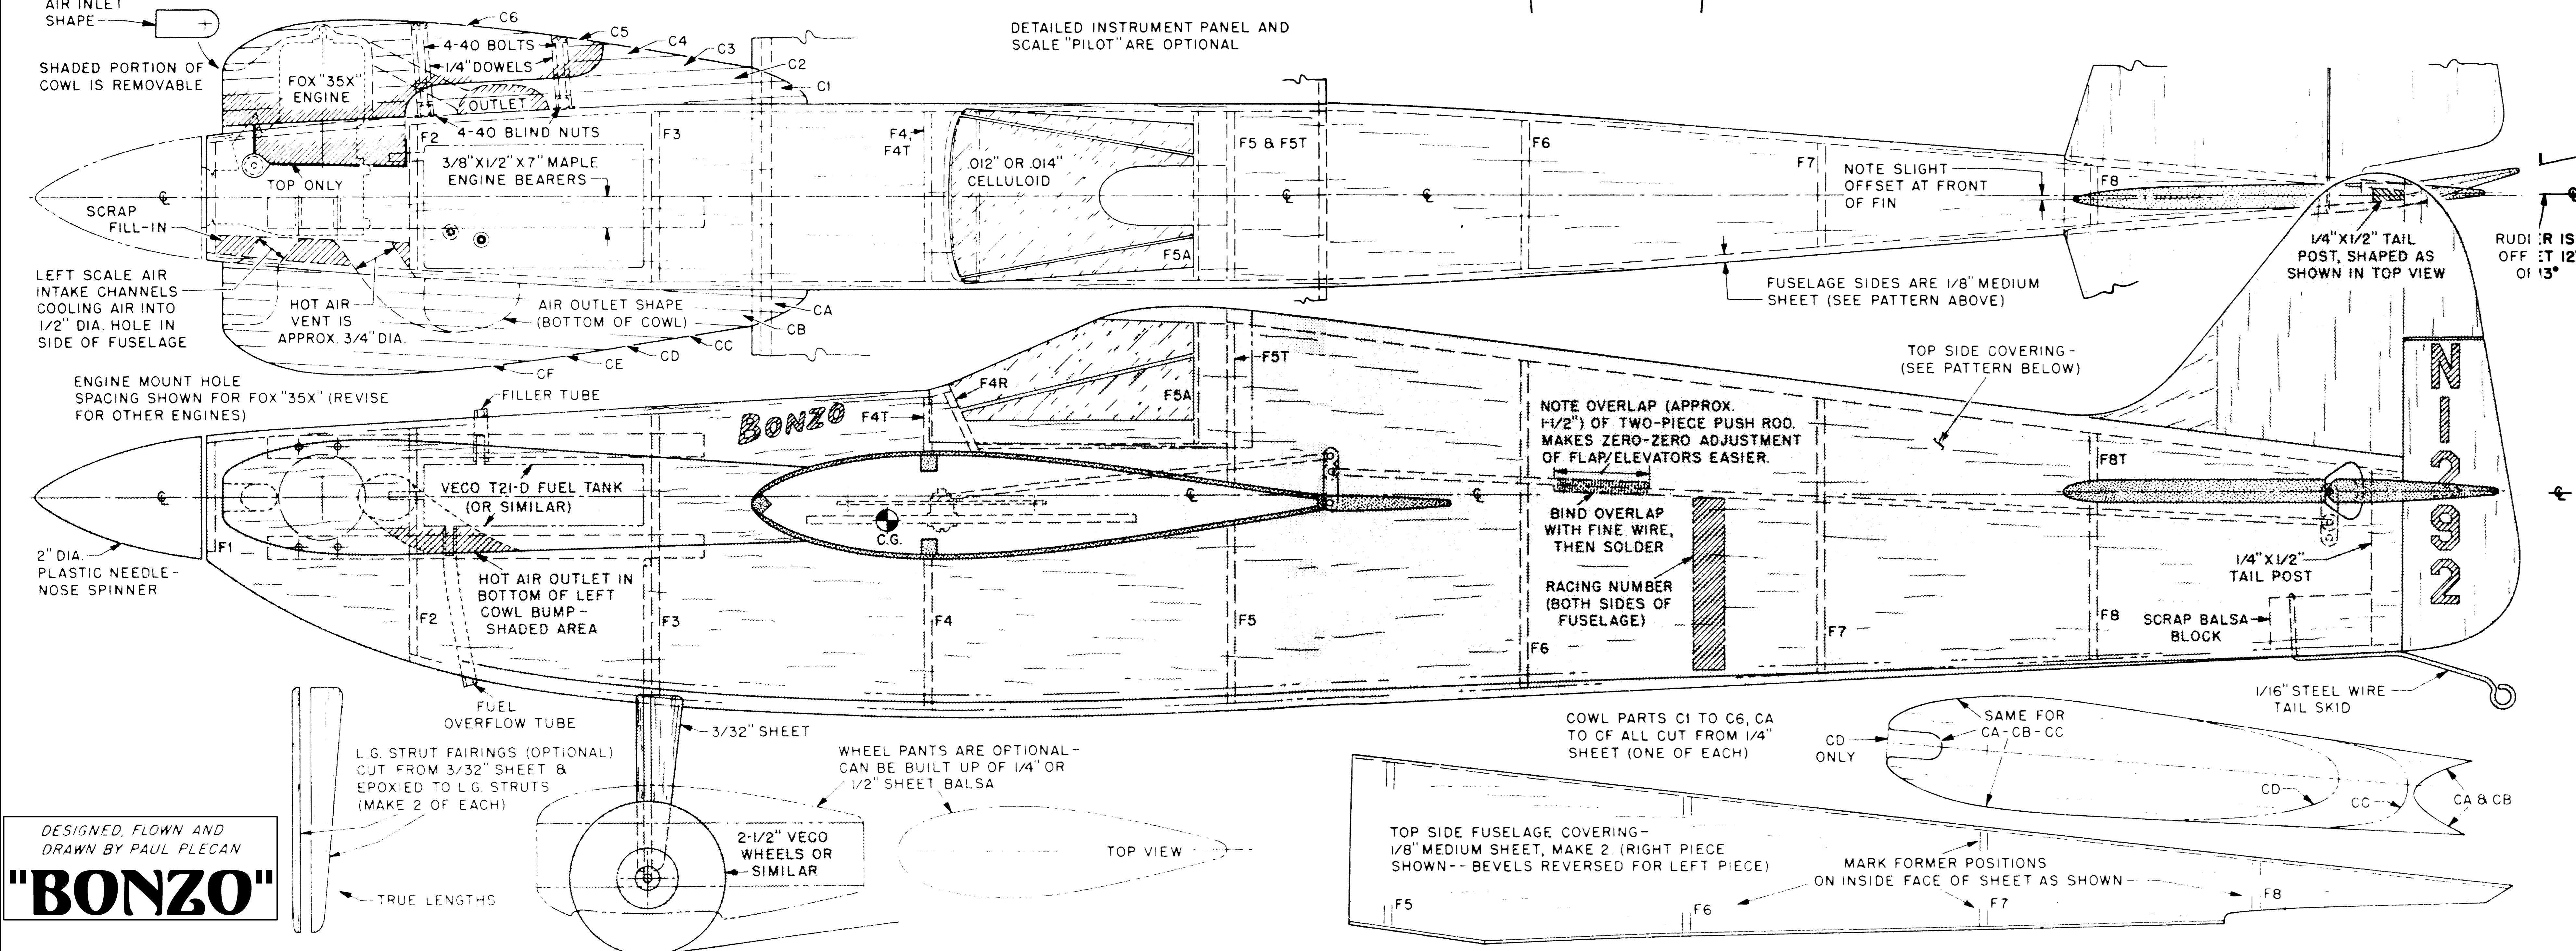 AIR INLET
SHAPE
SHADED PORTION OF
COWL IS REMOVABLE
C6
C5
C4
C3
C2
C1
4-40 BOLTS
1/4" DOWELS
FOX "35X"
ENGINE
OUTLET
4-40 BLIND NUTS
DETAILED INSTRUMENT PANEL AND
SCALE "PILOT" ARE OPTIONAL
F2
F3
F4,
F4T
F5 & F5T
F6
F7
F8
3/8"X1/2"X7" MAPLE
ENGINE BEARERS
.012" OR .014"
CELLULOID
TOP ONLY
NOTE SLIGHT
OFFSET AT FRONT
OF FIN
SCRAP
FILL-IN
F5A
1/4"X1/2" TAIL
POST, SHAPED AS
SHOWN IN TOP VIEW
RUDDER IS
OFFSET 12°
OR 13°
LEFT SCALE AIR
INTAKE CHANNELS
COOLING AIR INTO
1/2" DIA. HOLE IN
SIDE OF FUSELAGE
HOT AIR
VENT IS
APPROX. 3/4" DIA.
AIR OUTLET SHAPE
(BOTTOM OF COWL)
CA
CB
CC
CD
CE
CF
FUSELAGE SIDES ARE 1/8" MEDIUM
SHEET (SEE PATTERN ABOVE)
ENGINE MOUNT HOLE
SPACING SHOWN FOR FOX "35X" (REVISE
FOR OTHER ENGINES)
FILLER TUBE
BONZO
F4T
F4R
F5A
F5T
TOP SIDE COVERING-
(SEE PATTERN BELOW)
NOTE OVERLAP (APPROX.
1-1/2") OF TWO-PIECE PUSH ROD.
MAKES ZERO-ZERO ADJUSTMENT
OF FLAP/ELEVATORS EASIER.
F8T
N1292
VECO T21-D FUEL TANK
(OR SIMILAR)
C.G.
BIND OVERLAP
WITH FINE WIRE,
THEN SOLDER
2" DIA.
PLASTIC NEEDLE-
NOSE SPINNER
F1
HOT AIR OUTLET IN
BOTTOM OF LEFT
COWL BUMP-
SHADED AREA
RACING NUMBER
(BOTH SIDES OF
FUSELAGE)
1/4"X1/2"
TAIL POST
F2
F3
F4
F5
F6
F7
F8
SCRAP BALSA
BLOCK
FUEL
OVERFLOW TUBE
1/16" STEEL WIRE
TAIL SKID
3/32" SHEET
L.G. STRUT FAIRINGS (OPTIONAL)
CUT FROM 3/32" SHEET &
EPOXIED TO L.G. STRUTS
(MAKE 2 OF EACH)
WHEEL PANTS ARE OPTIONAL-
CAN BE BUILT UP OF 1/4" OR
1/2" SHEET BALSA
COWL PARTS C1 TO C6, CA
TO CF ALL CUT FROM 1/4"
SHEET (ONE OF EACH)
CD
ONLY
SAME FOR
CA-CB-CC
CD
CC
CA & CB
DESIGNED, FLOWN AND
DRAWN BY PAUL PLECAN
"BONZO"
TRUE LENGTHS
2-1/2" VECO
WHEELS OR
SIMILAR
TOP VIEW
TOP SIDE FUSELAGE COVERING-
1/8" MEDIUM SHEET, MAKE 2. (RIGHT PIECE
SHOWN--BEVELS REVERSED FOR LEFT PIECE)
MARK FORMER POSITIONS
ON INSIDE FACE OF SHEET AS SHOWN
F5
F6
F7
F8